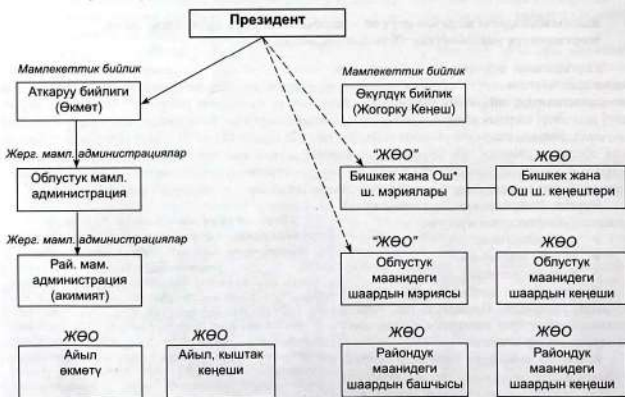 Президент
Мамлекеттик бийлик
Аткаруу бийлиги
(Өкмөт)
Мамлекеттик бийлик
Өкүлдүк бийлик
(Жогорку Кеңеш)
Жерг. мамл. администрациялар
Облустук мамл.
администрация
"ЖӨО"
Бишкек жана Ош*
ш. мэриялары
ЖӨО
Бишкек жана
Ош ш. кеңештери
Жерг. мамл. администрациялар
Рай. мам.
администрация
(акимият)
"ЖӨО"
Облустук
маанидеги
шаардын мэриясы
ЖӨО
Облустук
маанидеги
шаардын кеңеши
ЖӨО
Айыл
өкмөтү
ЖӨО
Айыл, кыштак
кеңеши
ЖӨО
Райондук
маанидеги
шаардын башчысы
ЖӨО
Райондук
маанидеги
шаардын кеңеши